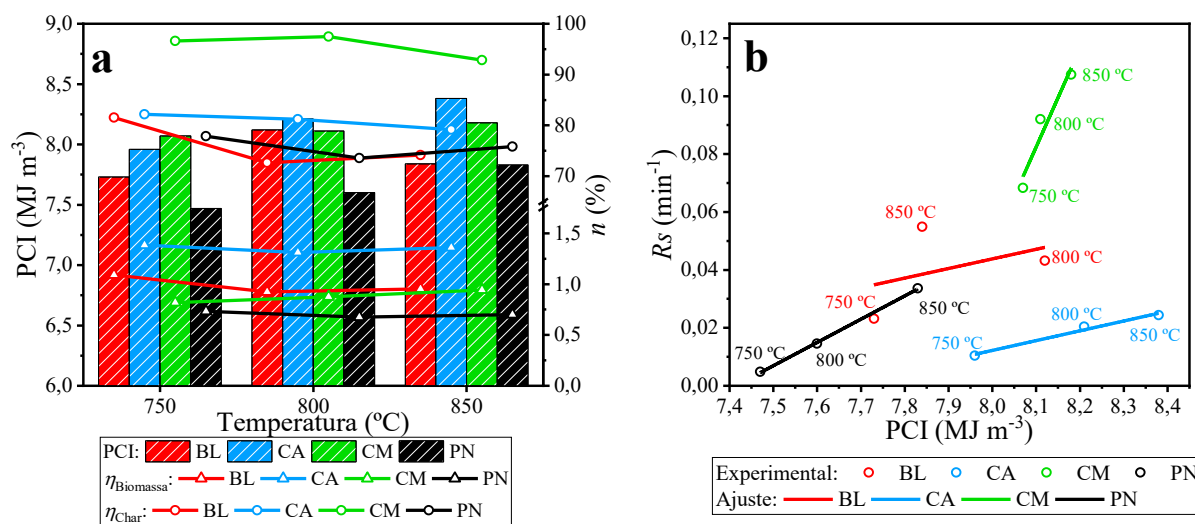 a
PCI (MJ m-3)
9,0
8,5
8,0
7,5
7,0
6,5
6,0
100
90
80
70
1,5
1,0
0,5
0,0
n (%)
750 800 850
Temperatura (ºC)
PCI: BL CA CM PN
ηBiomassa: BL CA CM PN
ηChar: BL CA CM PN
b
Rs (min-1)
0,12
0,10
0,08
0,06
0,04
0,02
0,00
850 ºC
800 ºC
750 ºC
850 ºC
800 ºC
750 ºC
850 ºC
800 ºC
750 ºC
800 ºC
750 ºC
850 ºC
7,4 7,5 7,6 7,7 7,8 7,9 8,0 8,1 8,2 8,3 8,4
PCI (MJ m-3)
Experimental: BL CA CM PN
Ajuste: BL CA CM PN